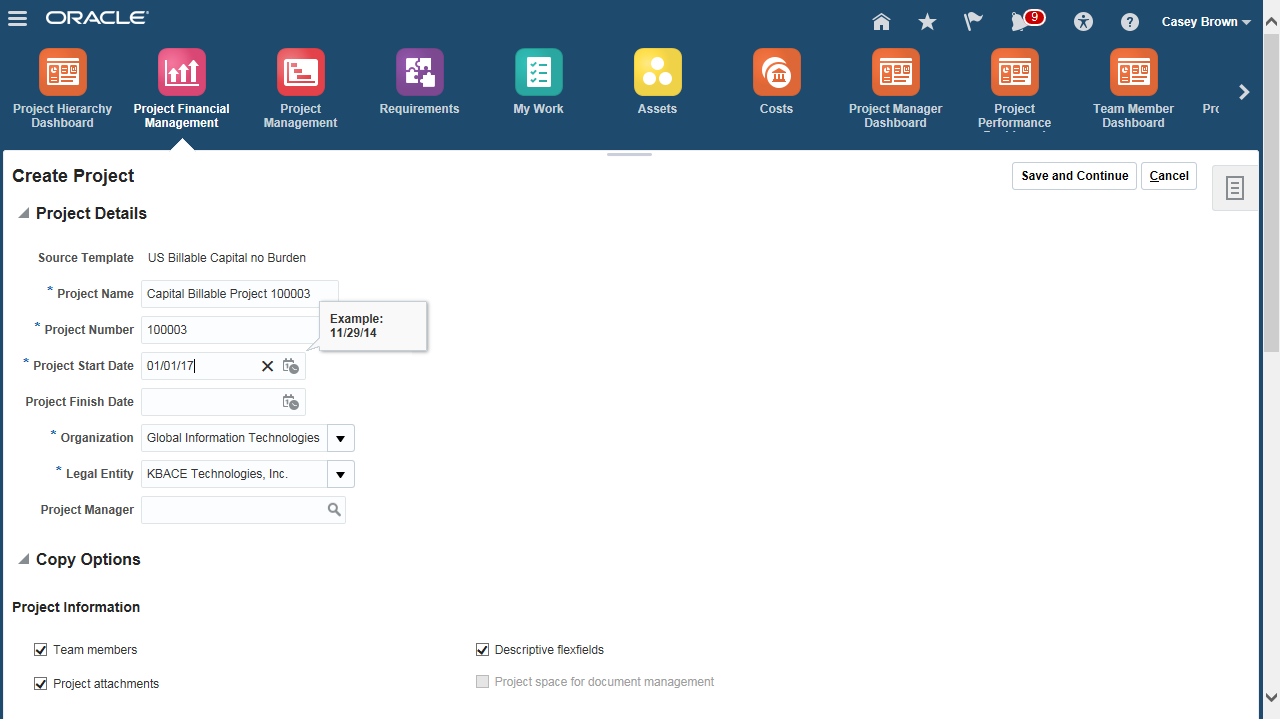 ORACLE
9
Casey Brown
Project Hierarchy
Dashboard
Project Financial
Management
Project
Management
Requirements
My Work
Assets
Costs
Project Manager
Dashboard
Project
Performance
Team Member
Dashboard
Pro
Create Project
Save and Continue
Cancel
Project Details
Source Template US Billable Capital no Burden
* Project Name Capital Billable Project 100003
Example:
11/29/14
* Project Number 100003
* Project Start Date 01/01/17
Project Finish Date
* Organization Global Information Technologies
* Legal Entity KBACE Technologies, Inc.
Project Manager
Copy Options
Project Information
Team members
Descriptive flexfields
Project attachments
Project space for document management